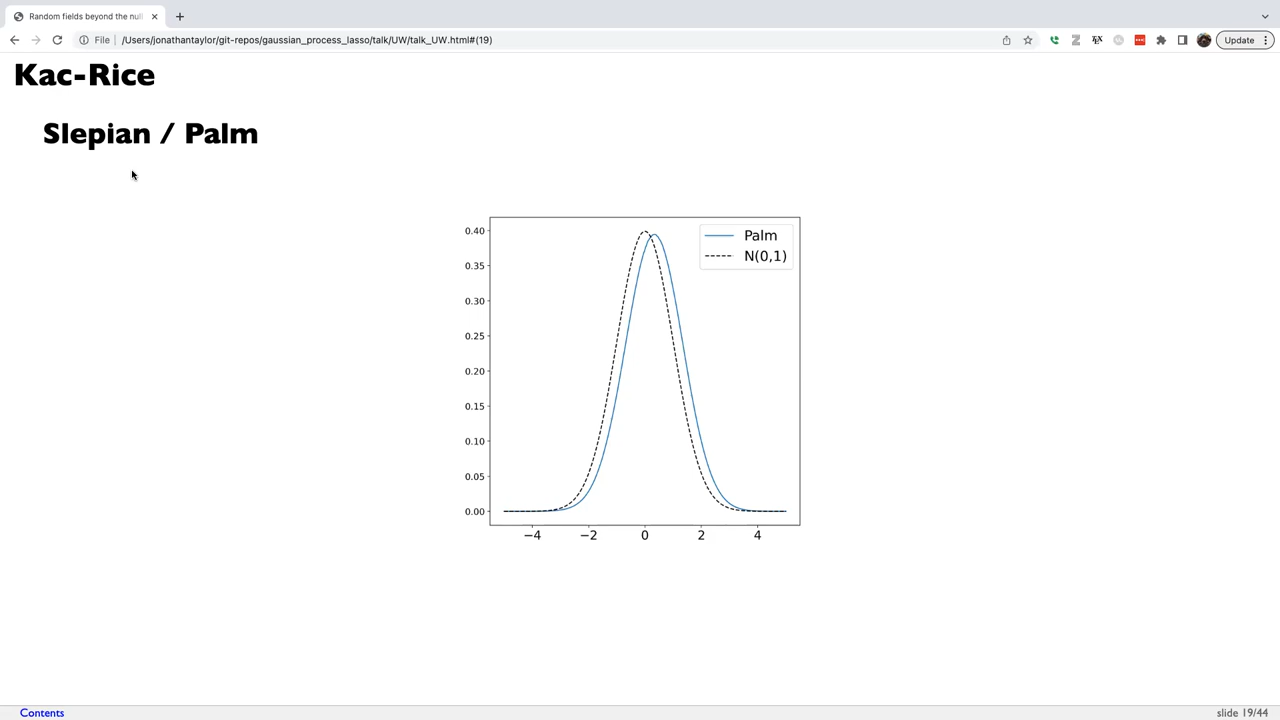 Random fields beyond the nul
File
/Users/jonathantaylor/git-repos/gaussian_process_lasso/talk/UW/talk_UW.html#(19)
Update
Kac-Rice
Slepian / Palm
Palm
N(0,1)
0.40
0.35
0.30
0.25
0.20
0.15
0.10
0.05
0.00
−4 −2 0 2 4
Contents
slide 19/44